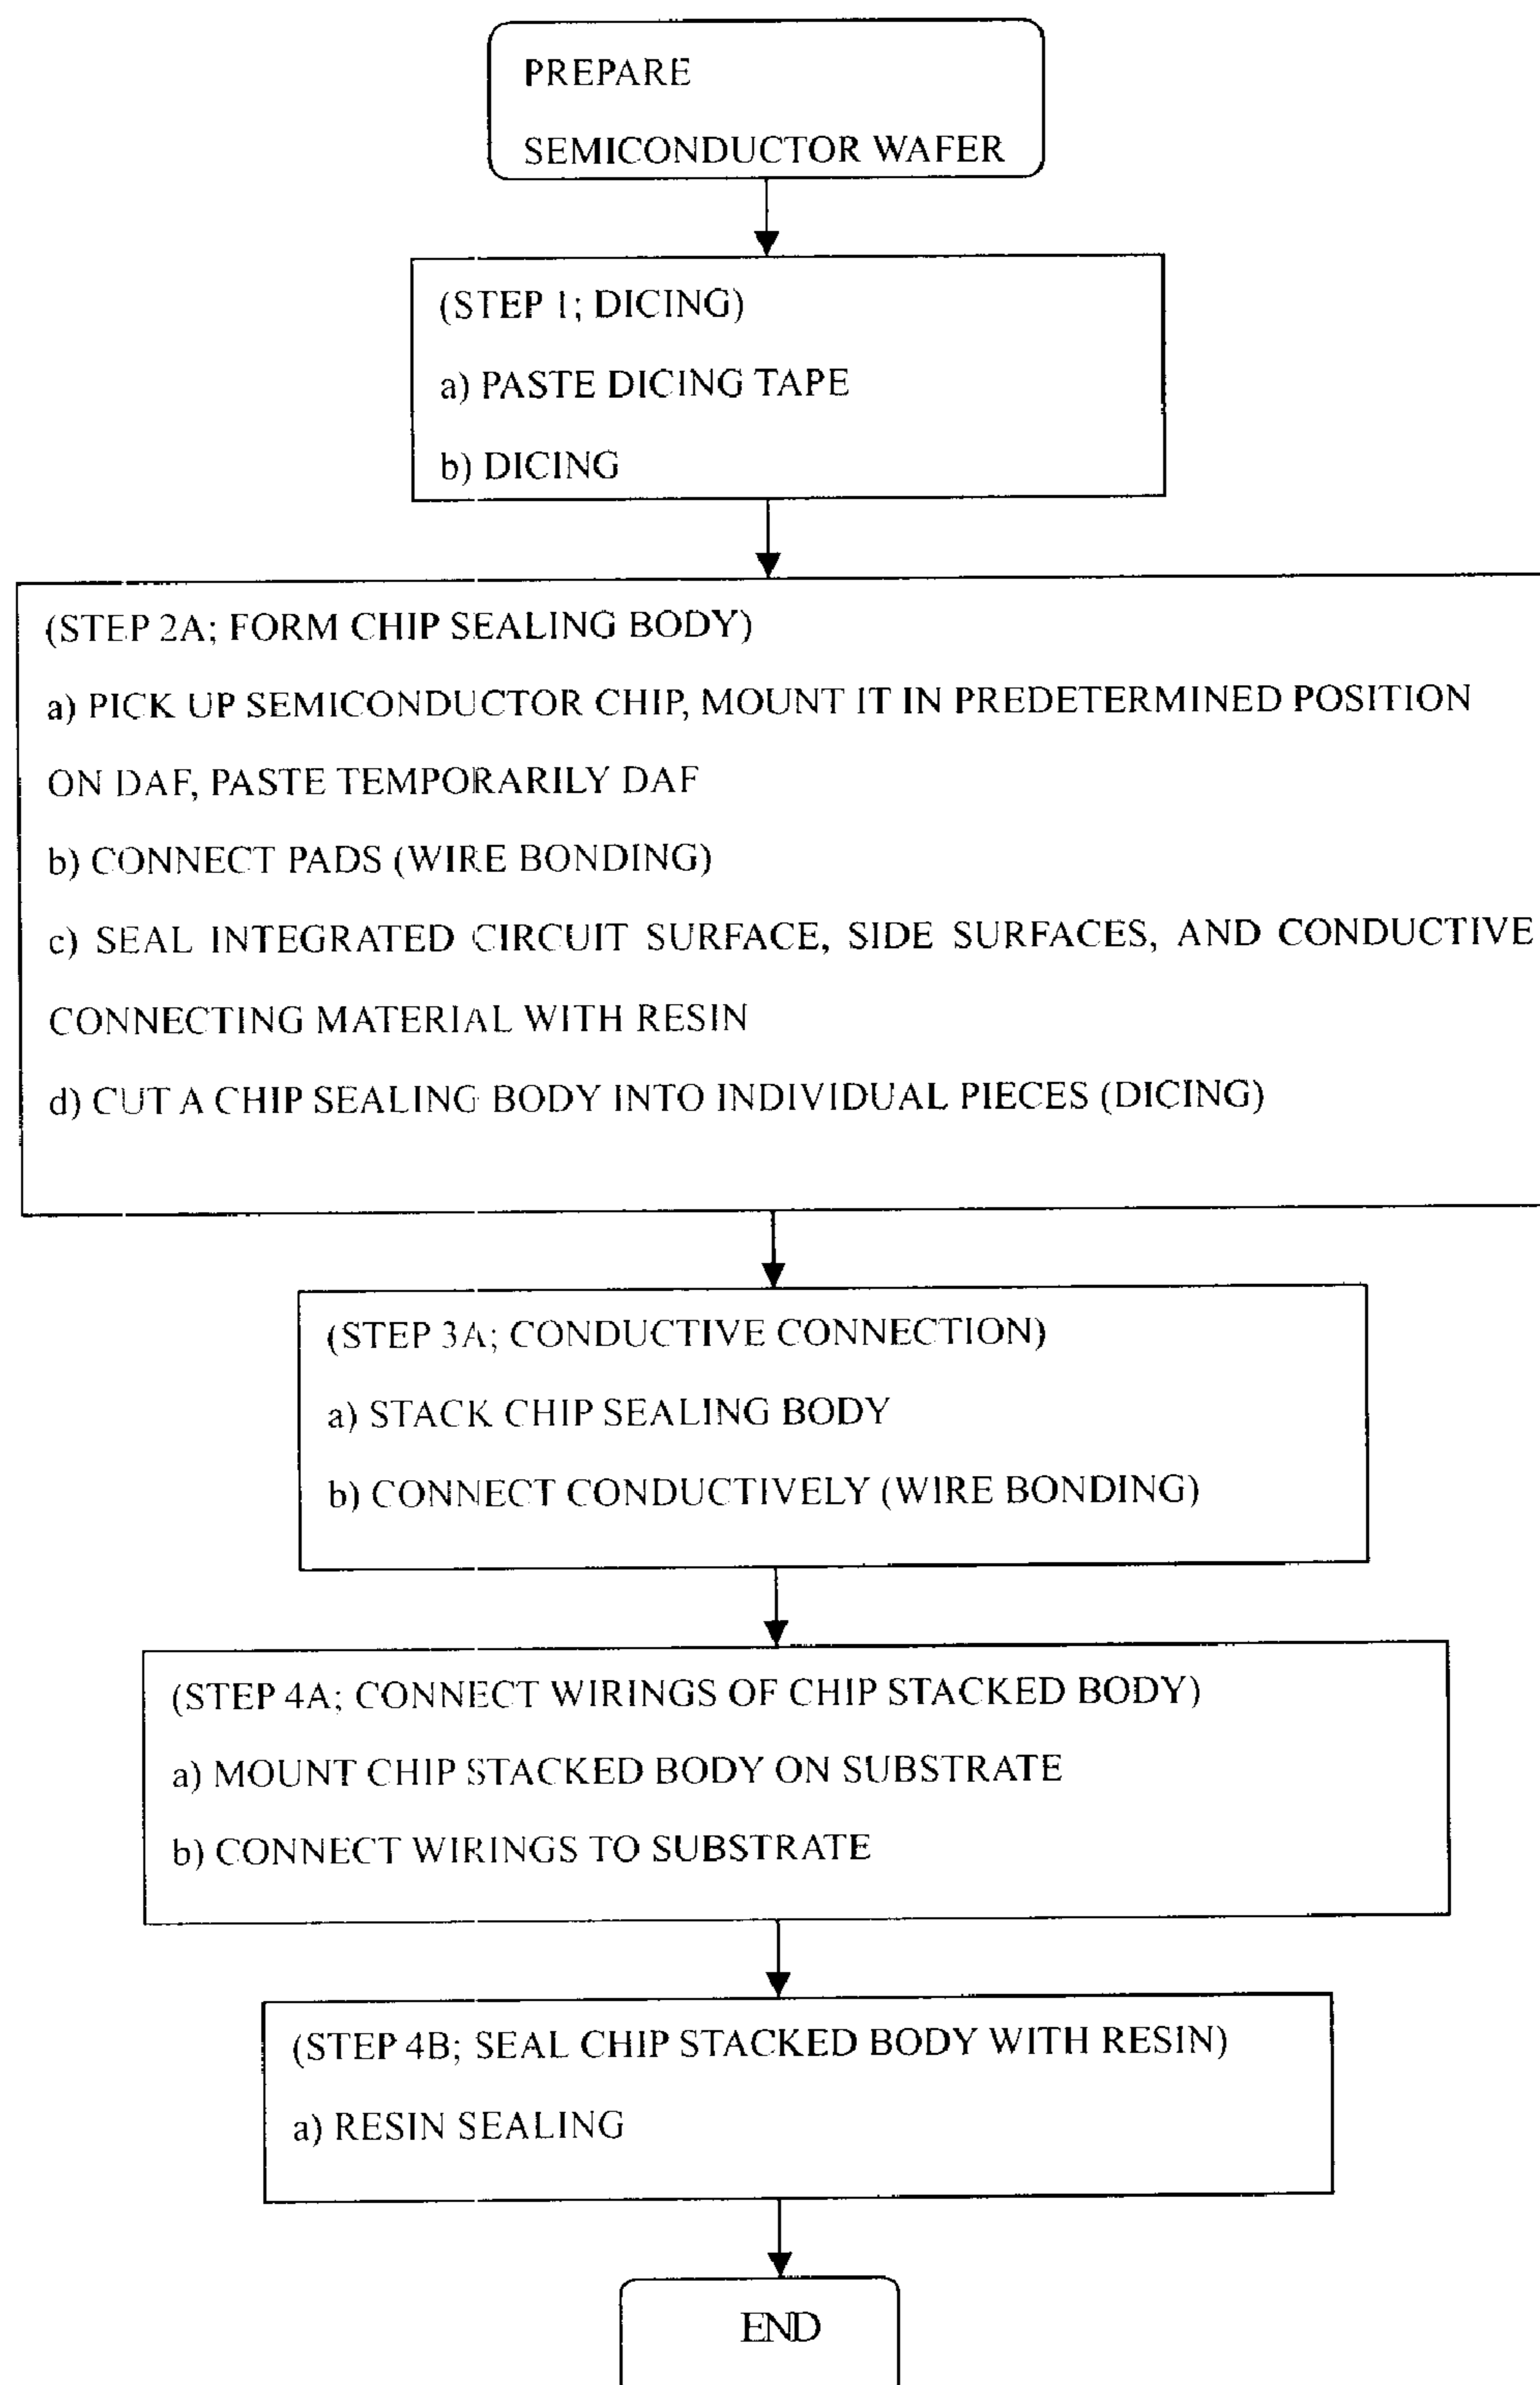 PREPARE
SEMICONDUCTOR WAFER
(STEP 1; DICING)
a) PASTE DICING TAPE
b) DICING
(STEP 2A; FORM CHIP SEALING BODY)
a) PICK UP SEMICONDUCTOR CHIP, MOUNT IT IN PREDETERMINED POSITION
ON DAF, PASTE TEMPORARILY DAF
b) CONNECT PADS (WIRE BONDING)
c) SEAL INTEGRATED CIRCUIT SURFACE, SIDE SURFACES, AND CONDUCTIVE
CONNECTING MATERIAL WITH RESIN
d) CUT A CHIP SEALING BODY INTO INDIVIDUAL PIECES (DICING)
(STEP 3A; CONDUCTIVE CONNECTION)
a) STACK CHIP SEALING BODY
b) CONNECT CONDUCTIVELY (WIRE BONDING)
(STEP 4A; CONNECT WIRINGS OF CHIP STACKED BODY)
a) MOUNT CHIP STACKED BODY ON SUBSTRATE
b) CONNECT WIRINGS TO SUBSTRATE
(STEP 4B; SEAL CHIP STACKED BODY WITH RESIN)
a) RESIN SEALING
END